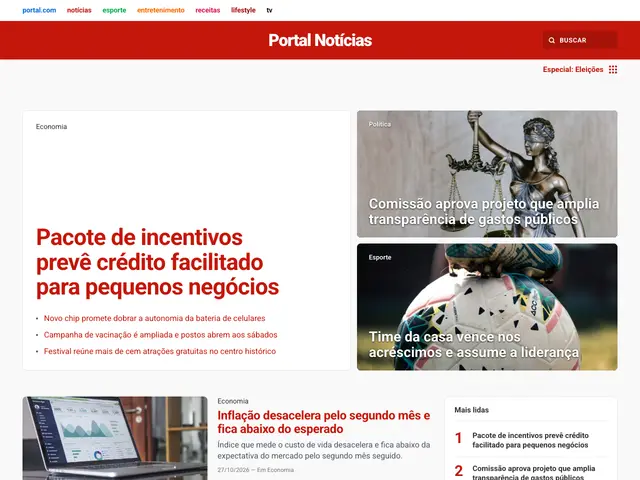 portal.com notícias esporte entretenimento receitas lifestyle tv
Portal Notícias
BUSCAR
Especial: Eleições
Economia
Pacote de incentivos
prevê crédito facilitado
para pequenos negócios
Novo chip promete dobrar a autonomia da bateria de celulares
Campanha de vacinação é ampliada e postos abrem aos sábados
Festival reúne mais de cem atrações gratuitas no centro histórico
Política
Comissão aprova projeto que amplia
transparência de gastos públicos
Esporte
Time da casa vence nos
acréscimos e assume a liderança
Economia
Inflação desacelera pelo segundo mês e
fica abaixo do esperado
Índice que mede o custo de vida desacelera e fica abaixo da
expectativa do mercado pelo segundo mês seguido.
27/10/2026 — Em Economia
Mais lidas
1 Pacote de incentivos prevê crédito
facilitado para pequenos negócios
2 Comissão aprova projeto que amplia
transparência de gastos públicos